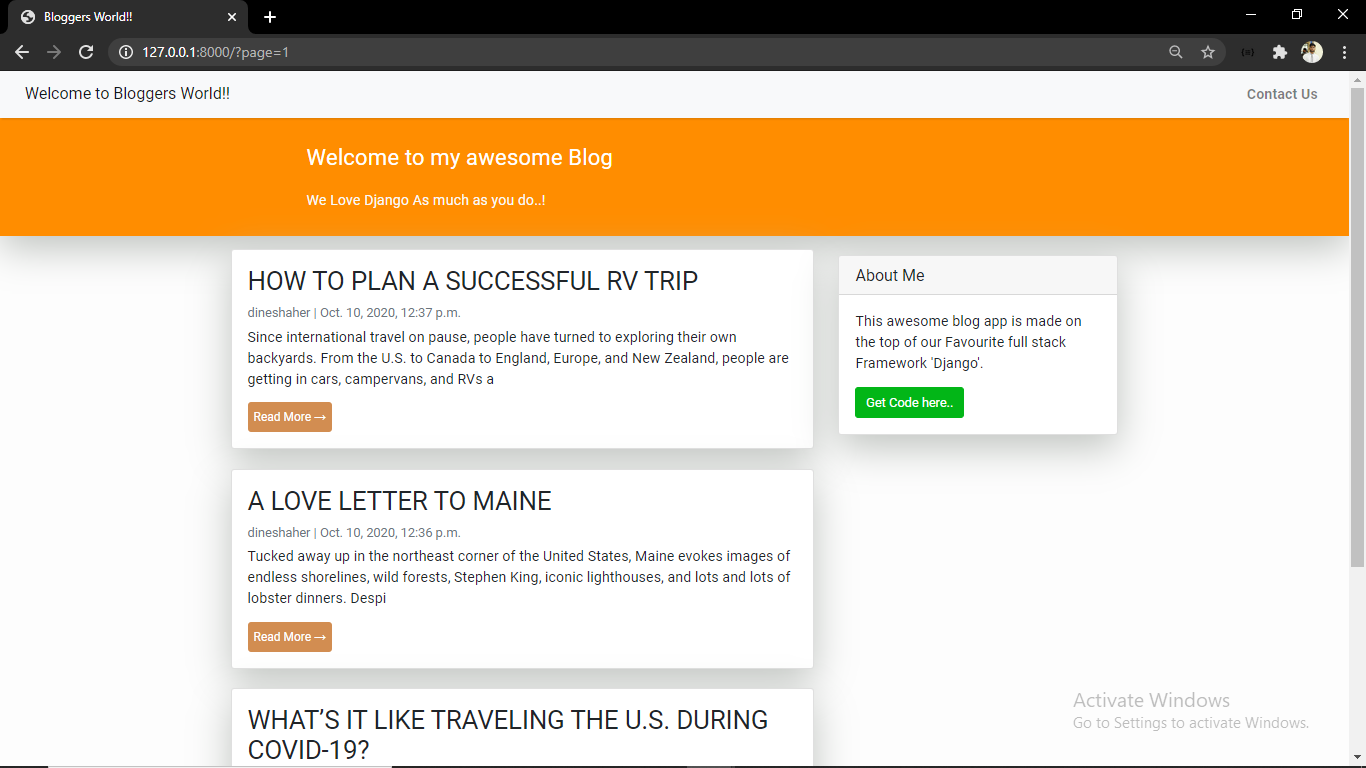 Bloggers World!!
127.0.0.1:8000/?page=1
Welcome to Bloggers World!!
Contact Us
Welcome to my awesome Blog
We Love Django As much as you do..!
HOW TO PLAN A SUCCESSFUL RV TRIP
dineshaher | Oct. 10, 2020, 12:37 p.m.
Since international travel on pause, people have turned to exploring their own
backyards. From the U.S. to Canada to England, Europe, and New Zealand, people are
getting in cars, campervans, and RVs a
Read More →
About Me
This awesome blog app is made on
the top of our Favourite full stack
Framework 'Django'.
Get Code here..
A LOVE LETTER TO MAINE
dineshaher | Oct. 10, 2020, 12:36 p.m.
Tucked away up in the northeast corner of the United States, Maine evokes images of
endless shorelines, wild forests, Stephen King, iconic lighthouses, and lots and lots of
lobster dinners. Despi
Read More →
WHAT’S IT LIKE TRAVELING THE U.S. DURING
COVID-19?
Activate Windows
Go to Settings to activate Windows.